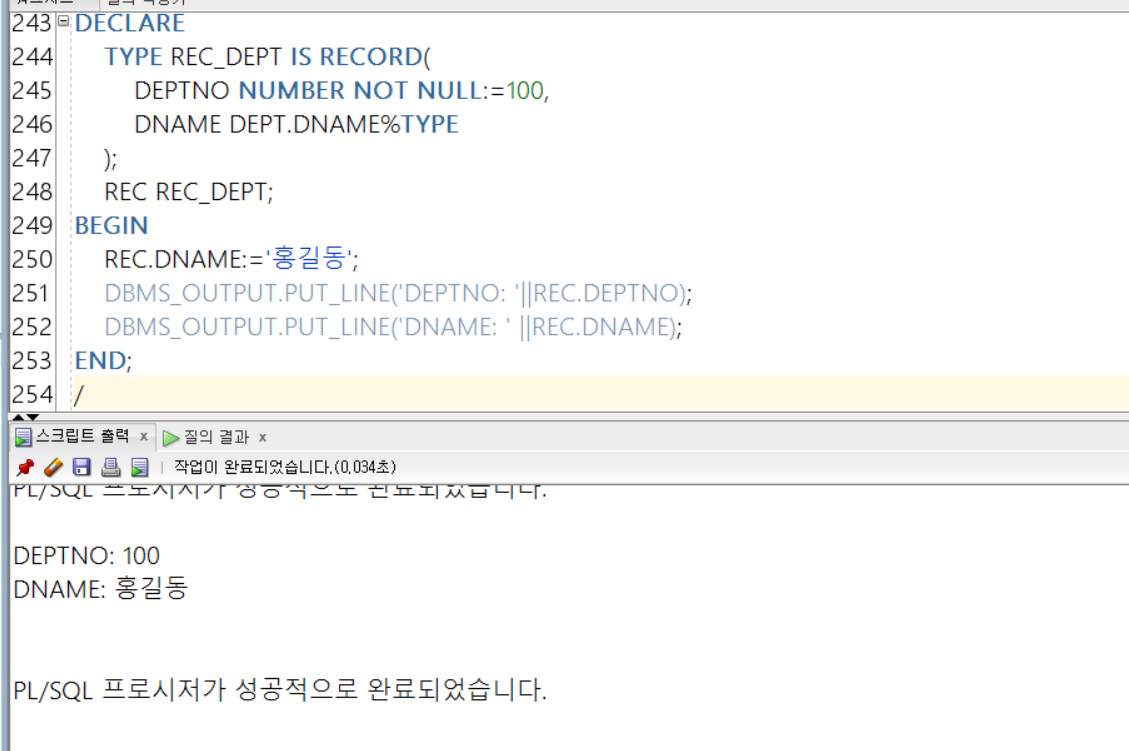 243 DECLARE
244 TYPE REC_DEPT IS RECORD(
245 DEPTNO NUMBER NOT NULL:=100,
246 DNAME DEPT.DNAME%TYPE
247 );
248 REC REC_DEPT;
249 BEGIN
250 REC.DNAME:='홍길동';
251 DBMS_OUTPUT.PUT_LINE('DEPTNO: '||REC.DEPTNO);
252 DBMS_OUTPUT.PUT_LINE('DNAME: ' ||REC.DNAME);
253 END;
254 /
스크립트 출력 x 질의 결과 x
작업이 완료되었습니다.(0,034초)
PL/SQL 프로시저가 성공적으로 완료되었습니다.
DEPTNO: 100
DNAME: 홍길동
PL/SQL 프로시저가 성공적으로 완료되었습니다.